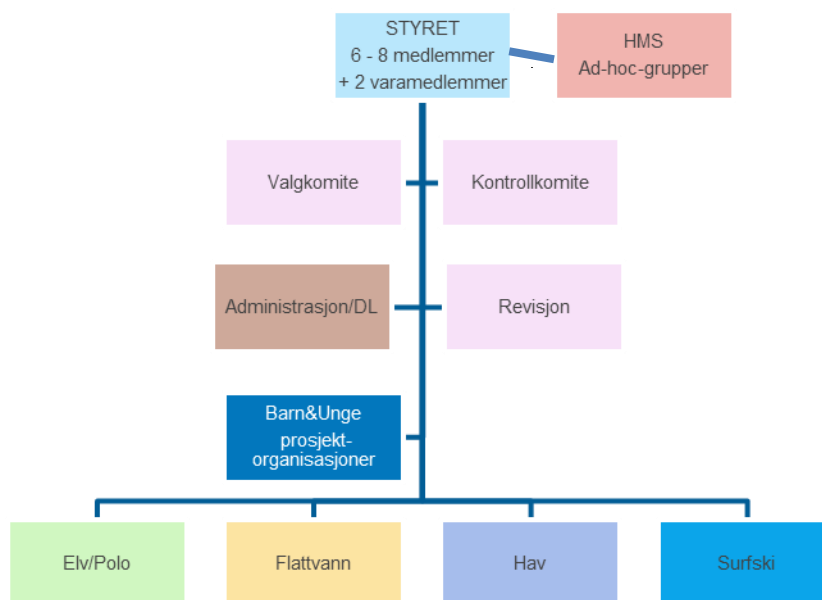 STYRET
6 - 8 medlemmer
+ 2 varamedlemmer
HMS
Ad-hoc-grupper
Valgkomite
Kontrollkomite
Administrasjon/DL
Revisjon
Barn&Unge
prosjekt-
organisasjoner
Elv/Polo
Flattvann
Hav
Surfski